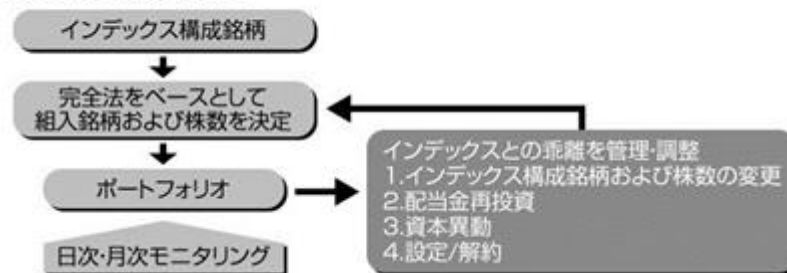 インデックス構成銘柄
完全法をベースとして
組入銘柄および株数を決定
ポートフォリオ
日次・月次モニタリング
インデックスとの乖離を管理・調整
1.インデックス構成銘柄および株数の変更
2.配当金再投資
3.資本異動
4.設定/解約